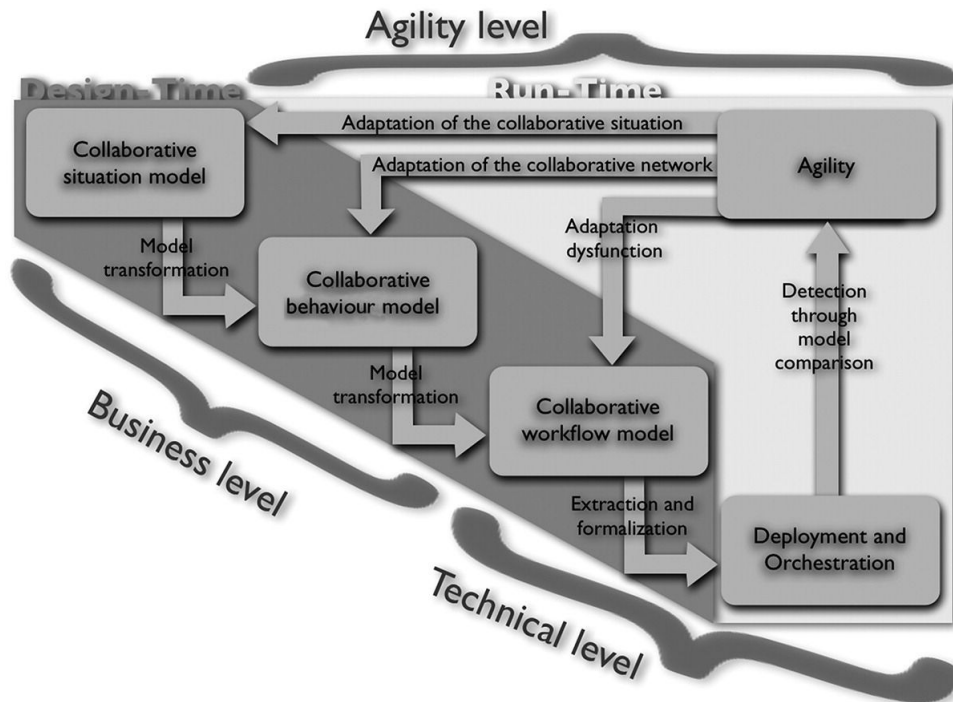 Agility level
Design-Time
Run-Time
Adaptation of the collaborative situation
Collaborative
situation model
Adaptation of the collaborative network
Agility
Model
transformation
Adaptation
dysfunction
Collaborative
behaviour model
Detection
through
model
comparison
Model
transformation
Collaborative
workflow model
Business level
Extraction and
formalization
Deployment and
Orchestration
Technical level